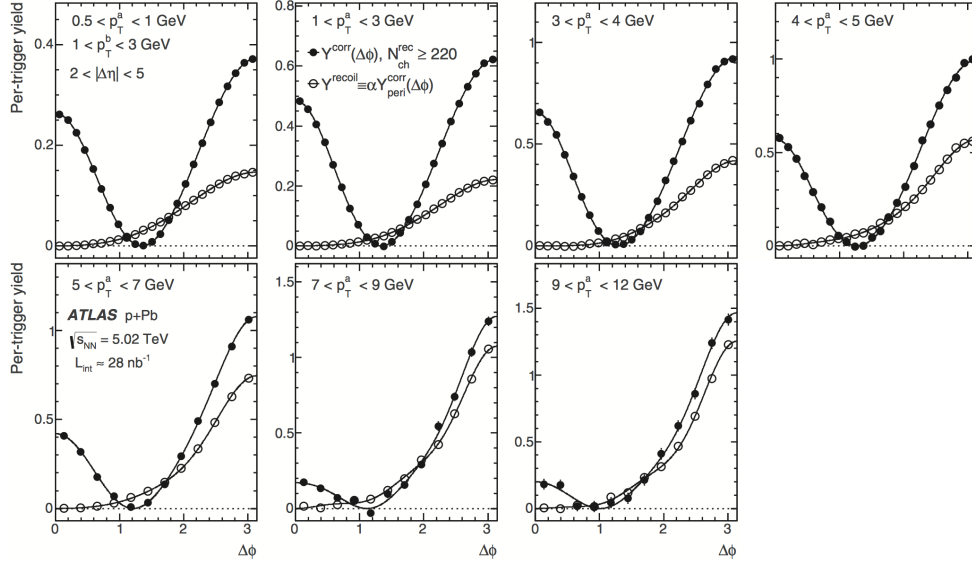 Per-trigger yield
0.5 < p_T^a < 1 GeV
1 < p_T^b < 3 GeV
2 < |Δη| < 5
0.4
0.2
0
1 < p_T^a < 3 GeV
Y^corr(Δϕ), N_ch^rec ≥ 220
Y^recoil≡αY_peri^corr(Δϕ)
0.8
0.6
0.4
0.2
0.0
3 < p_T^a < 4 GeV
1
0.5
0
4 < p_T^a < 5 GeV
1
0.5
0
Per-trigger yield
5 < p_T^a < 7 GeV
ATLAS p+Pb
√s_NN = 5.02 TeV
L_int ≈ 28 nb^-1
1
0.5
0
0 1 2 3
Δϕ
7 < p_T^a < 9 GeV
1.5
1
0.5
0
0 1 2 3
Δϕ
9 < p_T^a < 12 GeV
1.5
1
0.5
0
0 1 2 3
Δϕ